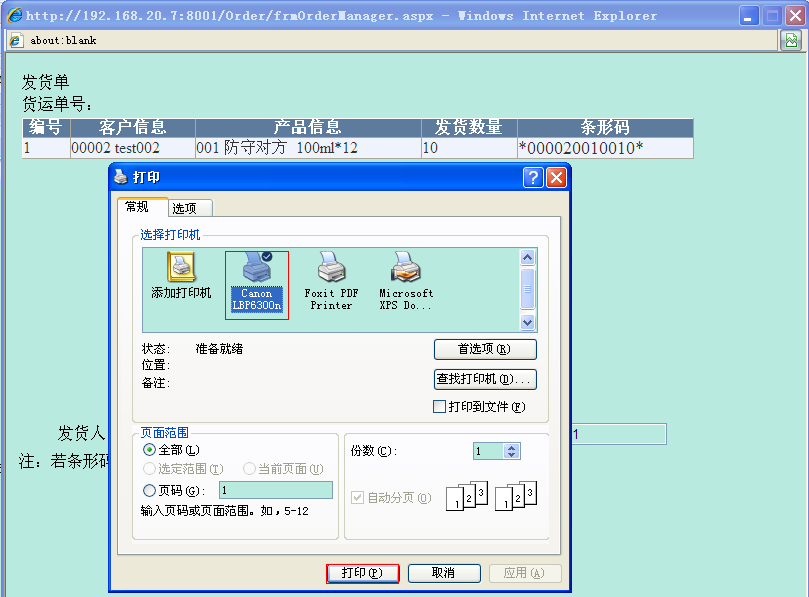 http://192.168.20.7:8001/Order/frmOrderManager.aspx - Windows Internet Explorer
about:blank
发货单
货运单号:
编号 客户信息 产品信息 发货数量 条形码
1 00002 test002 001 防守对方 100ml*12 10 *000020010010*
打印
常规 选项
选择打印机
添加打印机 Canon LBP6300n Foxit PDF Printer Microsoft XPS Do...
状态: 准备就绪 首选项(R)
位置:
备注: 查找打印机(D)...
打印到文件(F)
发货人 1
注: 若条形码
页面范围
全部(L) 份数(C): 1
选定范围(T) 当前页面(U)
页码(G): 1 自动分页(O) 1 2 3 1 2 3
输入页码或页面范围。如，5-12
打印(P) 取消 应用(A)